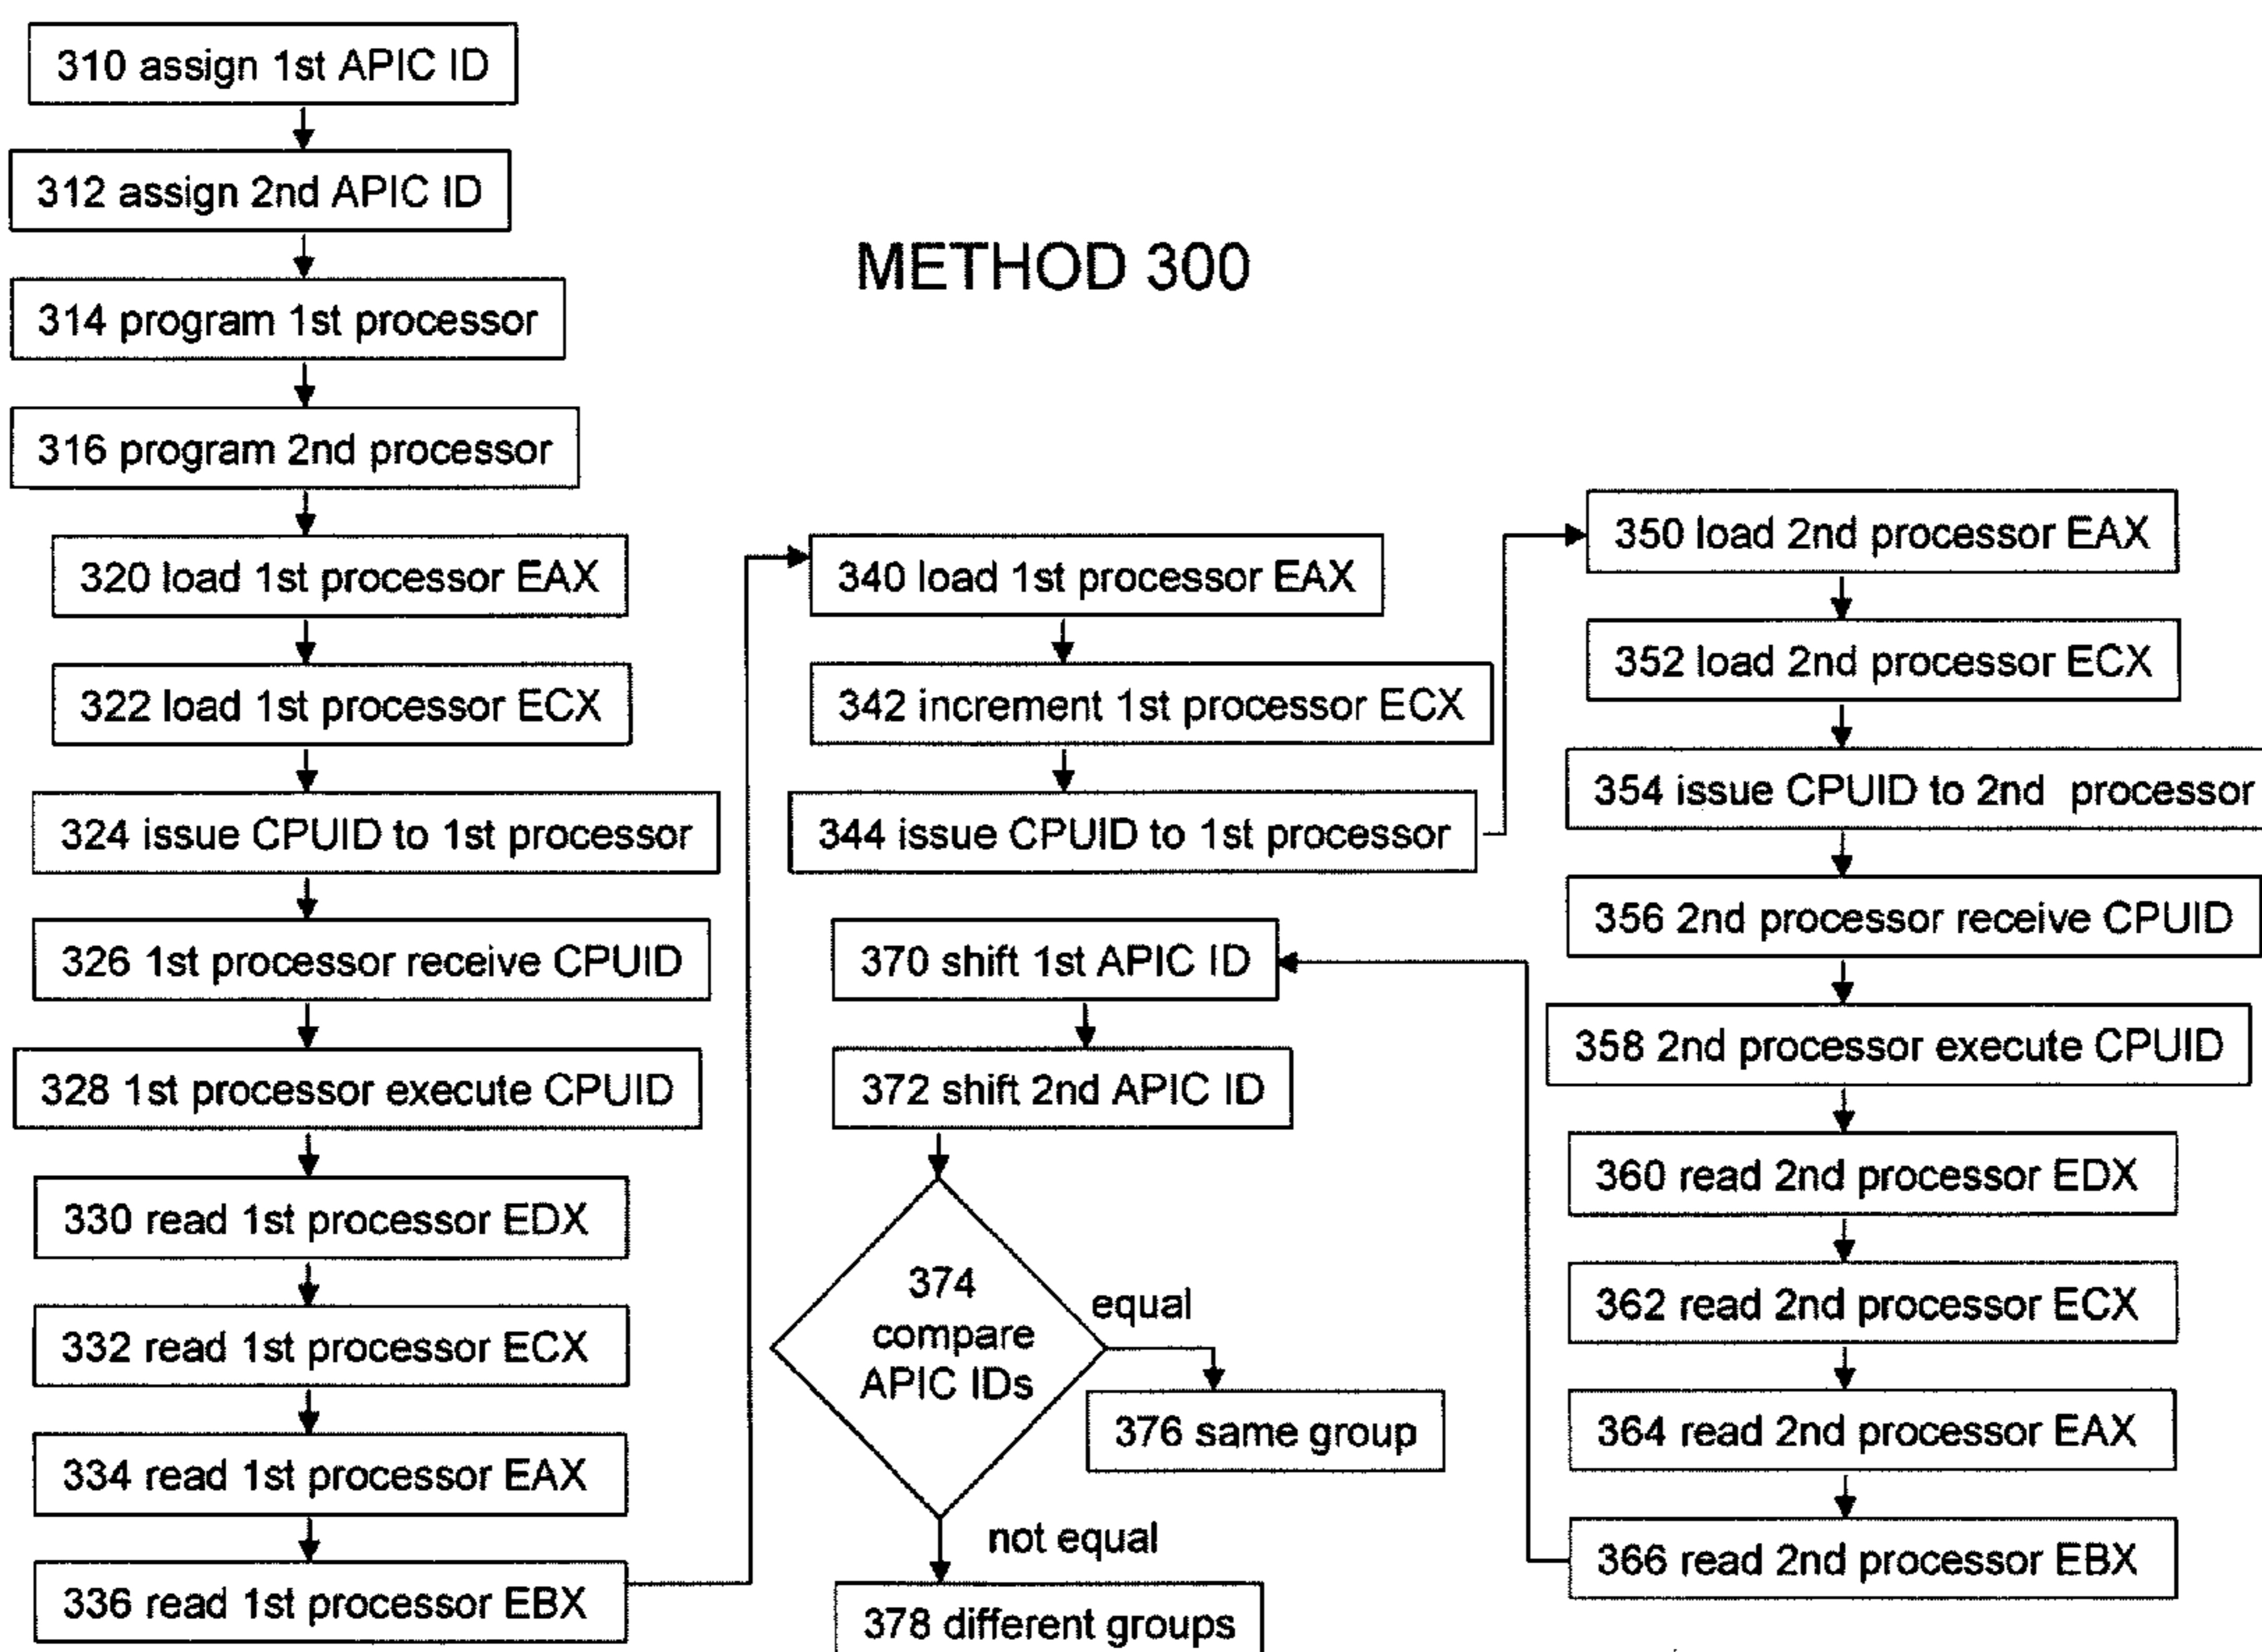 310 assign 1st APIC ID
312 assign 2nd APIC ID
314 program 1st processor
316 program 2nd processor
320 load 1st processor EAX
322 load 1st processor ECX
324 issue CPUID to 1st processor
326 1st processor receive CPUID
328 1st processor execute CPUID
330 read 1st processor EDX
332 read 1st processor ECX
334 read 1st processor EAX
336 read 1st processor EBX
METHOD 300
340 load 1st processor EAX
342 increment 1st processor ECX
344 issue CPUID to 1st processor
350 load 2nd processor EAX
352 load 2nd processor ECX
354 issue CPUID to 2nd processor
356 2nd processor receive CPUID
358 2nd processor execute CPUID
360 read 2nd processor EDX
362 read 2nd processor ECX
364 read 2nd processor EAX
366 read 2nd processor EBX
370 shift 1st APIC ID
372 shift 2nd APIC ID
374
compare
APIC IDs
equal
376 same group
not equal
378 different groups